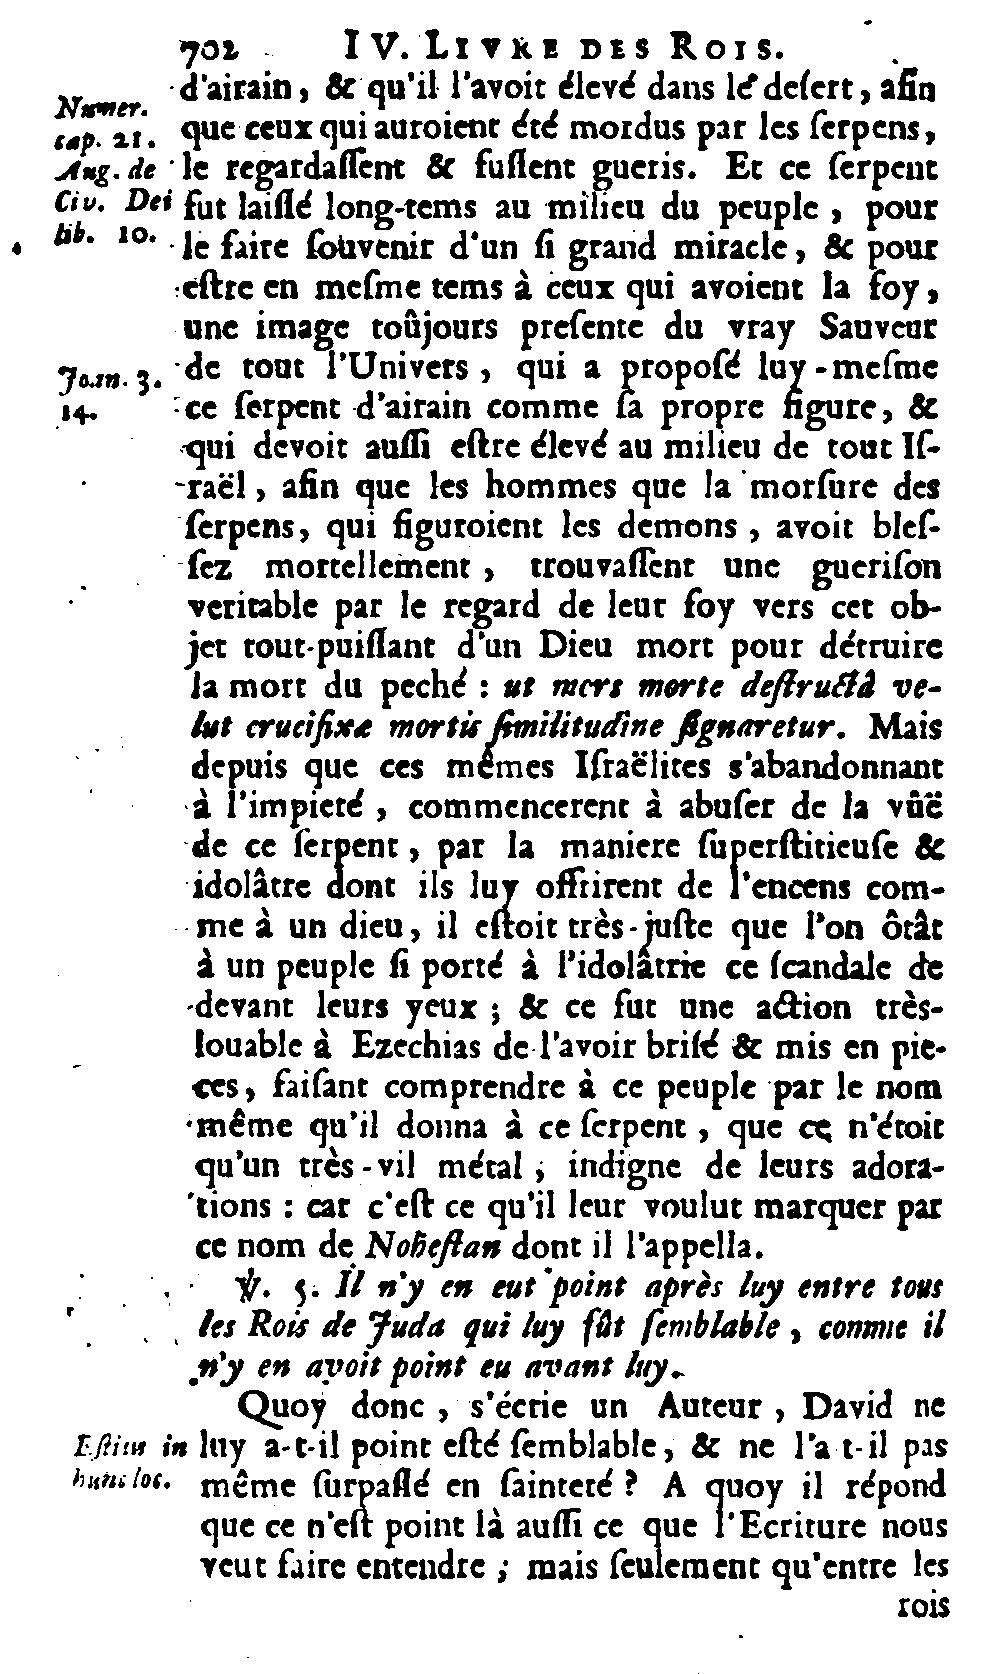 702 IV. LIVRE DES ROIS.
d'airain, & qu'il l'avoit élevé dans le deſert, afin
Numer.
cap. 21.
Aug. de
Civ. Dei
lib. 10.
que ceux qui auroient été mordus par les ſerpens,
le regardaſſent & fuſſent gueris. Et ce ſerpent
fut laiſſé long-tems au milieu du peuple, pour
le faire ſouvenir d'un ſi grand miracle, & pour
eſtre en meſme tems à ceux qui avoient la foy,
une image toûjours preſente du vray Sauveur
de tout l'Univers, qui a propoſé luy-meſme
Joan. 3.
14.
ce ſerpent d'airain comme ſa propre figure, &
qui devoit auſſi eſtre élevé au milieu de tout Iſ-
raël, afin que les hommes que la morſure des
ſerpens, qui figuroient les demons, avoit bleſ-
ſez mortellement, trouvaſſent une gueriſon
veritable par le regard de leur foy vers cet ob-
jet tout-puiſſant d'un Dieu mort pour détruire
la mort du peché : ut mors morte deſtructâ ve-
lut crucifixæ mortis ſimilitudine ſignaretur. Mais
depuis que ces mêmes Iſraëlites s'abandonnant
à l'impieté, commencerent à abuſer de la vûë
de ce ſerpent, par la maniere ſuperſtitieuſe &
idolâtre dont ils luy offrirent de l'encens com-
me à un dieu, il eſtoit très-juſte que l'on ôtât
à un peuple ſi porté à l'idolâtrie ce ſcandale de
devant leurs yeux ; & ce fut une action très-
louable à Ezechias de l'avoir briſé & mis en pie-
ces, faiſant comprendre à ce peuple par le nom
même qu'il donna à ce ſerpent, que ce n'étoit
qu'un très-vil métal, indigne de leurs adora-
tions : car c'eſt ce qu'il leur voulut marquer par
ce nom de Noheſtan dont il l'appella.
℣. 5. Il n'y en eut point après luy entre tous
les Rois de Juda qui luy fût ſemblable, comme il
n'y en avoit point eu avant luy.
Quoy donc, s'écrie un Auteur, David ne
Eſtius in
hunc loc.
luy a-t-il point eſté ſemblable, & ne l'a t-il pas
même ſurpaſſé en ſainteté ? A quoy il répond
que ce n'eſt point là auſſi ce que l'Ecriture nous
veut faire entendre ; mais ſeulement qu'entre les
rois